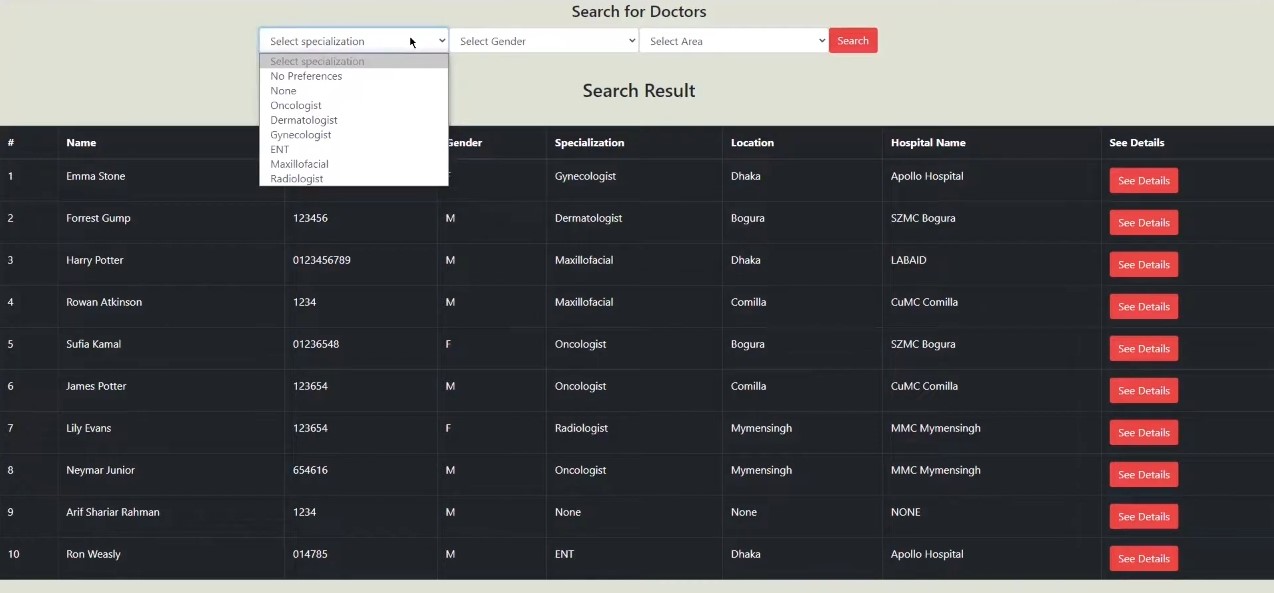 Search for Doctors
Select specialization Select Gender Select Area Search
Select specialization
No Preferences
None
Oncologist
Dermatologist
Gynecologist
ENT
Maxillofacial
Radiologist
Search Result
# Name Gender Specialization Location Hospital Name See Details
1 Emma Stone Gynecologist Dhaka Apollo Hospital See Details
2 Forrest Gump 123456 M Dermatologist Bogura SZMC Bogura See Details
3 Harry Potter 0123456789 M Maxillofacial Dhaka LABAID See Details
4 Rowan Atkinson 1234 M Maxillofacial Comilla CuMC Comilla See Details
5 Sufia Kamal 01236548 F Oncologist Bogura SZMC Bogura See Details
6 James Potter 123654 M Oncologist Comilla CuMC Comilla See Details
7 Lily Evans 123654 F Radiologist Mymensingh MMC Mymensingh See Details
8 Neymar Junior 654616 M Oncologist Mymensingh MMC Mymensingh See Details
9 Arif Shariar Rahman 1234 M None None NONE See Details
10 Ron Weasly 014785 M ENT Dhaka Apollo Hospital See Details